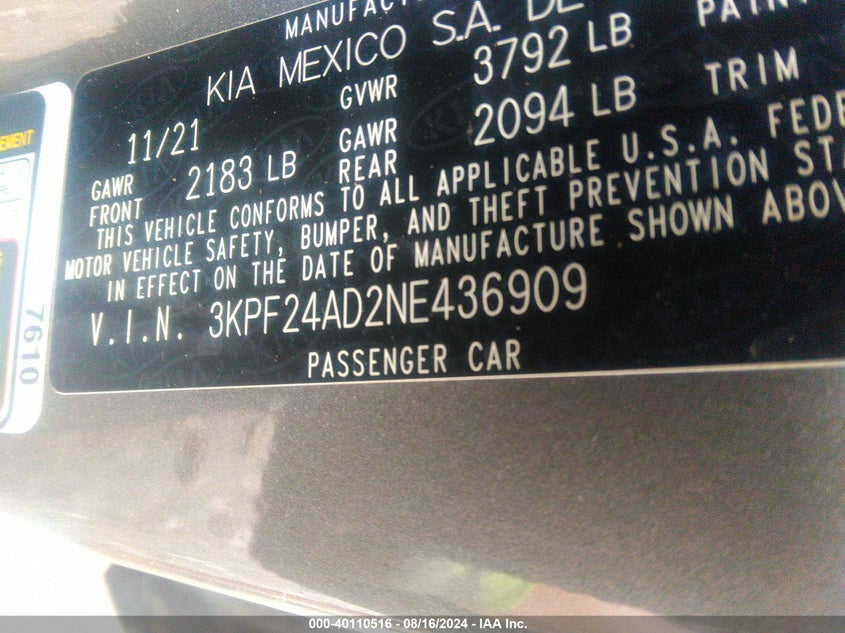 MANUFACT
KIA MEXICO S.A. DE
11/21 GVWR 3792 LB PAINT
GAWR FRONT 2183 LB GAWR REAR 2094 LB TRIM
THIS VEHICLE CONFORMS TO ALL APPLICABLE U.S.A. FEDE
MOTOR VEHICLE SAFETY, BUMPER, AND THEFT PREVENTION STA
IN EFFECT ON THE DATE OF MANUFACTURE SHOWN ABOV
V.I.N. 3KPF24AD2NE436909
PASSENGER CAR
EMENT
7610
000-40110516 - 08/16/2024 - IAA Inc.